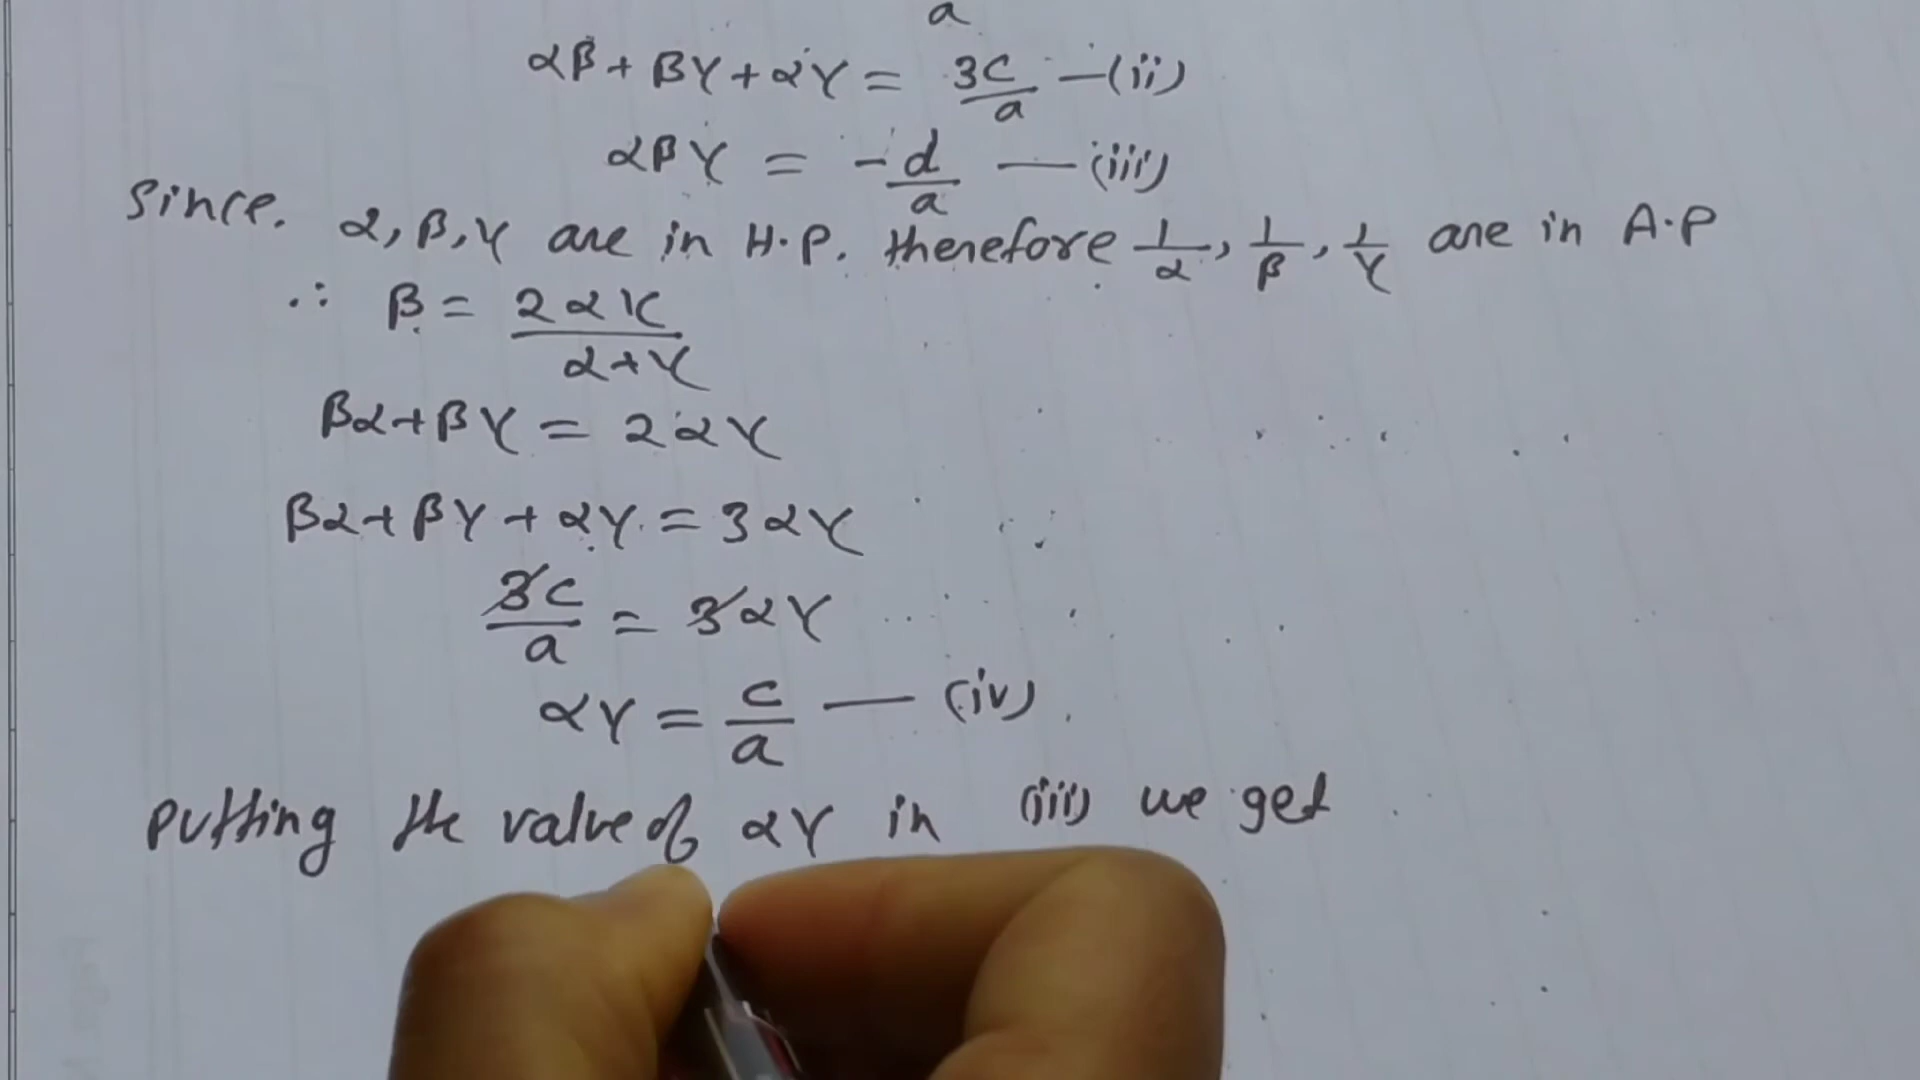 a
αβ + βγ + αγ = 3c/a —(ii)
αβγ = -d/a — (iii)
Since. α, β, γ are in H.P. therefore 1/α, 1/β, 1/γ are in A.P
∴ β = 2αγ/α+γ
βα + βγ = 2αγ
βα + βγ + αγ = 3αγ
3c/a = 3αγ
αγ = c/a — (iv)
putting the value of αγ in (iii) we get